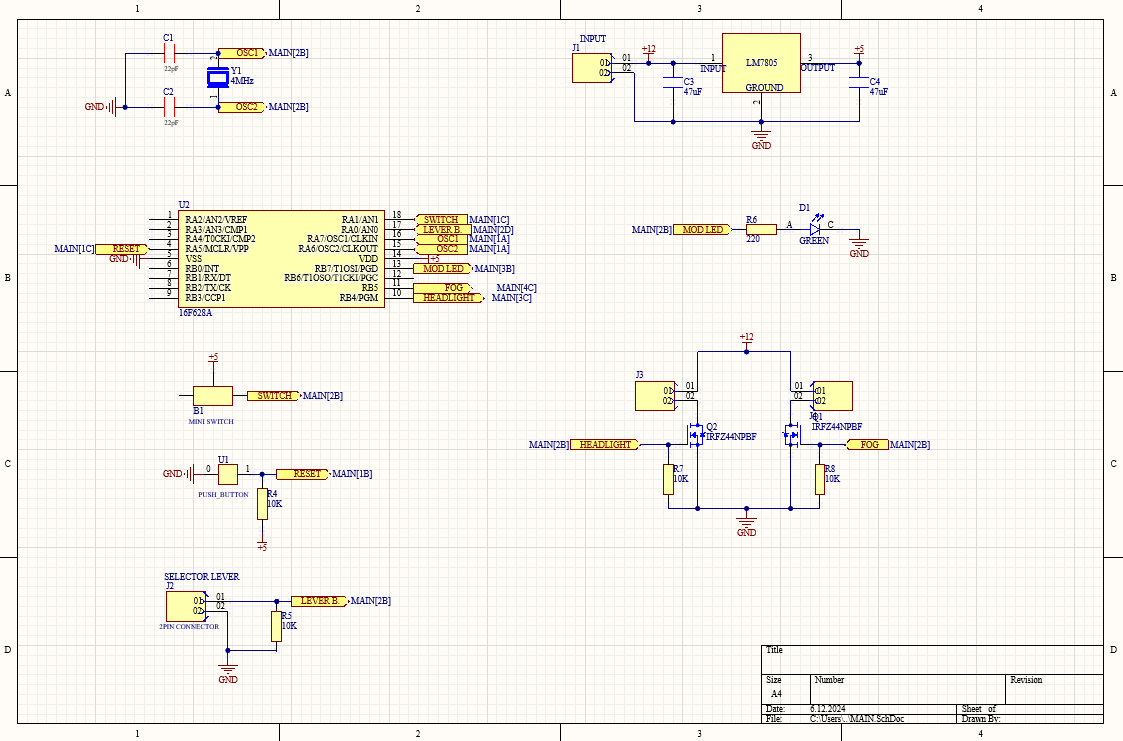 1 2 3 4
A
B
C
D
A
B
C
D
1 2 3 4
C1
22pF
C2
22pF
GND
OSC1 MAIN[2B]
2
Y1
4MHz
1
OSC2 MAIN[2B]
INPUT
J1
01 01
02 02
+12
1
INPUT
LM7805
GROUND
2
3
OUTPUT
+5
C3
47uF
C4
47uF
GND
U2
1 RA2/AN2/VREF RA1/AN1 18 SWITCH MAIN[1C]
2 RA3/AN3/CMP1 RA0/AN0 17 LEVER B. MAIN[2D]
3 RA4/T0CKI/CMP2 RA7/OSC1/CLKIN 16 OSC1 MAIN[1A]
MAIN[1C] RESET 4 RA5/MCLR/VPP RA6/OSC2/CLKOUT 15 OSC2 MAIN[1A]
GND 5 VSS VDD 14 +5
6 RB0/INT RB7/T1OSI/PGD 13 MOD LED MAIN[3B]
7 RB1/RX/DT RB6/T1OSO/T1CKI/PGC 12
8 RB2/TX/CK RB5 11 FOG MAIN[4C]
9 RB3/CCP1 RB4/PGM 10 HEADLIGHT MAIN[3C]
16F628A
MAIN[2B] MOD LED
R6
220
A
D1
C
GREEN
GND
+5
B1
MINI SWITCH
SWITCH MAIN[2B]
GND
0
U1
1
PUSH_BUTTON
RESET MAIN[1B]
R4
10K
+5
+12
J3
01 01
02 02
01 01
02 02
Q2
IRFZ44NPBF
Q1
IRFZ44NPBF
MAIN[2B] HEADLIGHT
FOG MAIN[2B]
R7
10K
R8
10K
GND
SELECTOR LEVER
J2
01 01
02 02
2PIN CONNECTOR
LEVER B. MAIN[2B]
R5
10K
GND
Title
Size Number Revision
A4
Date: 6.12.2024 Sheet of
File: C:\Users\..\MAIN.SchDoc Drawn By: